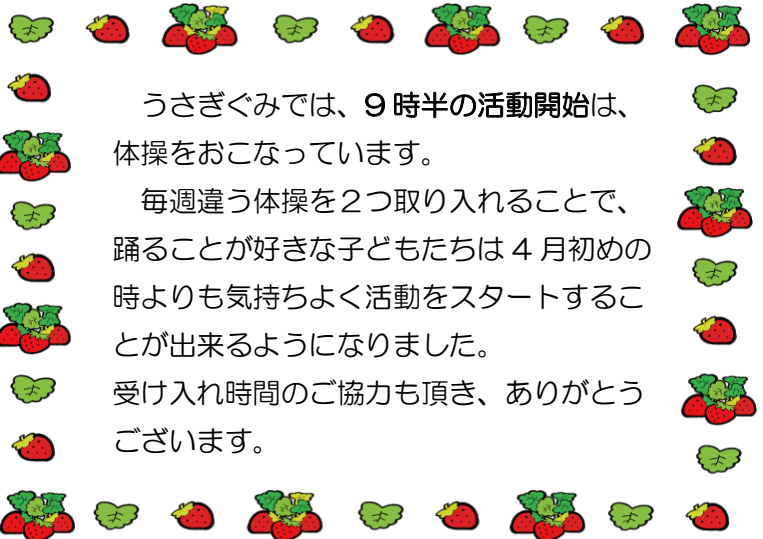 うさぎぐみでは、９時半の活動開始は、
体操をおこなっています。
　毎週違う体操を２つ取り入れることで、
踊ることが好きな子どもたちは４月初めの
時よりも気持ちよく活動をスタートするこ
とが出来るようになりました。
受け入れ時間のご協力も頂き、ありがとう
ございます。